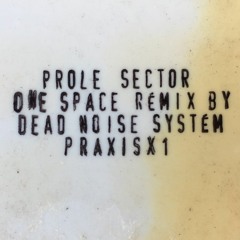 PROLE SECTOR
ONE SPACE REMIX BY
DEAD NOISE SYSTEM
PRAXISX1